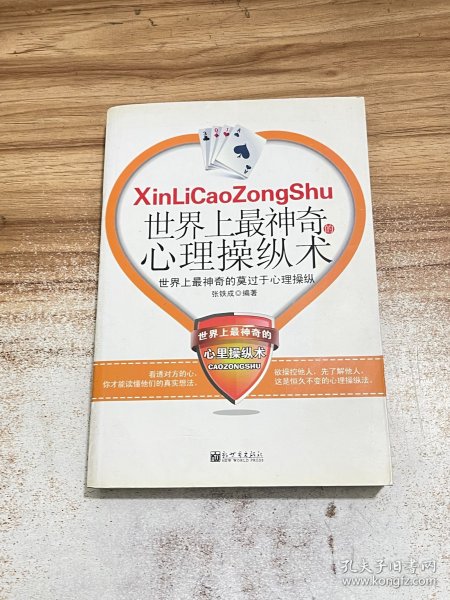 XinLiCaoZongShu
世界上最神奇的
心理操纵术
世界上最神奇的莫过于心理操纵
张铁成◎编著
世界上最神奇的
心里操纵术
CAOZONGSHU
看透对方的心,
你才能读懂他们的真实想法。
欲操控他人,先了解他人,
这是恒久不变的心理操纵法。
新世界出版社
NEW WORLD PRESS
孔夫子旧书网
www.kongfz.com